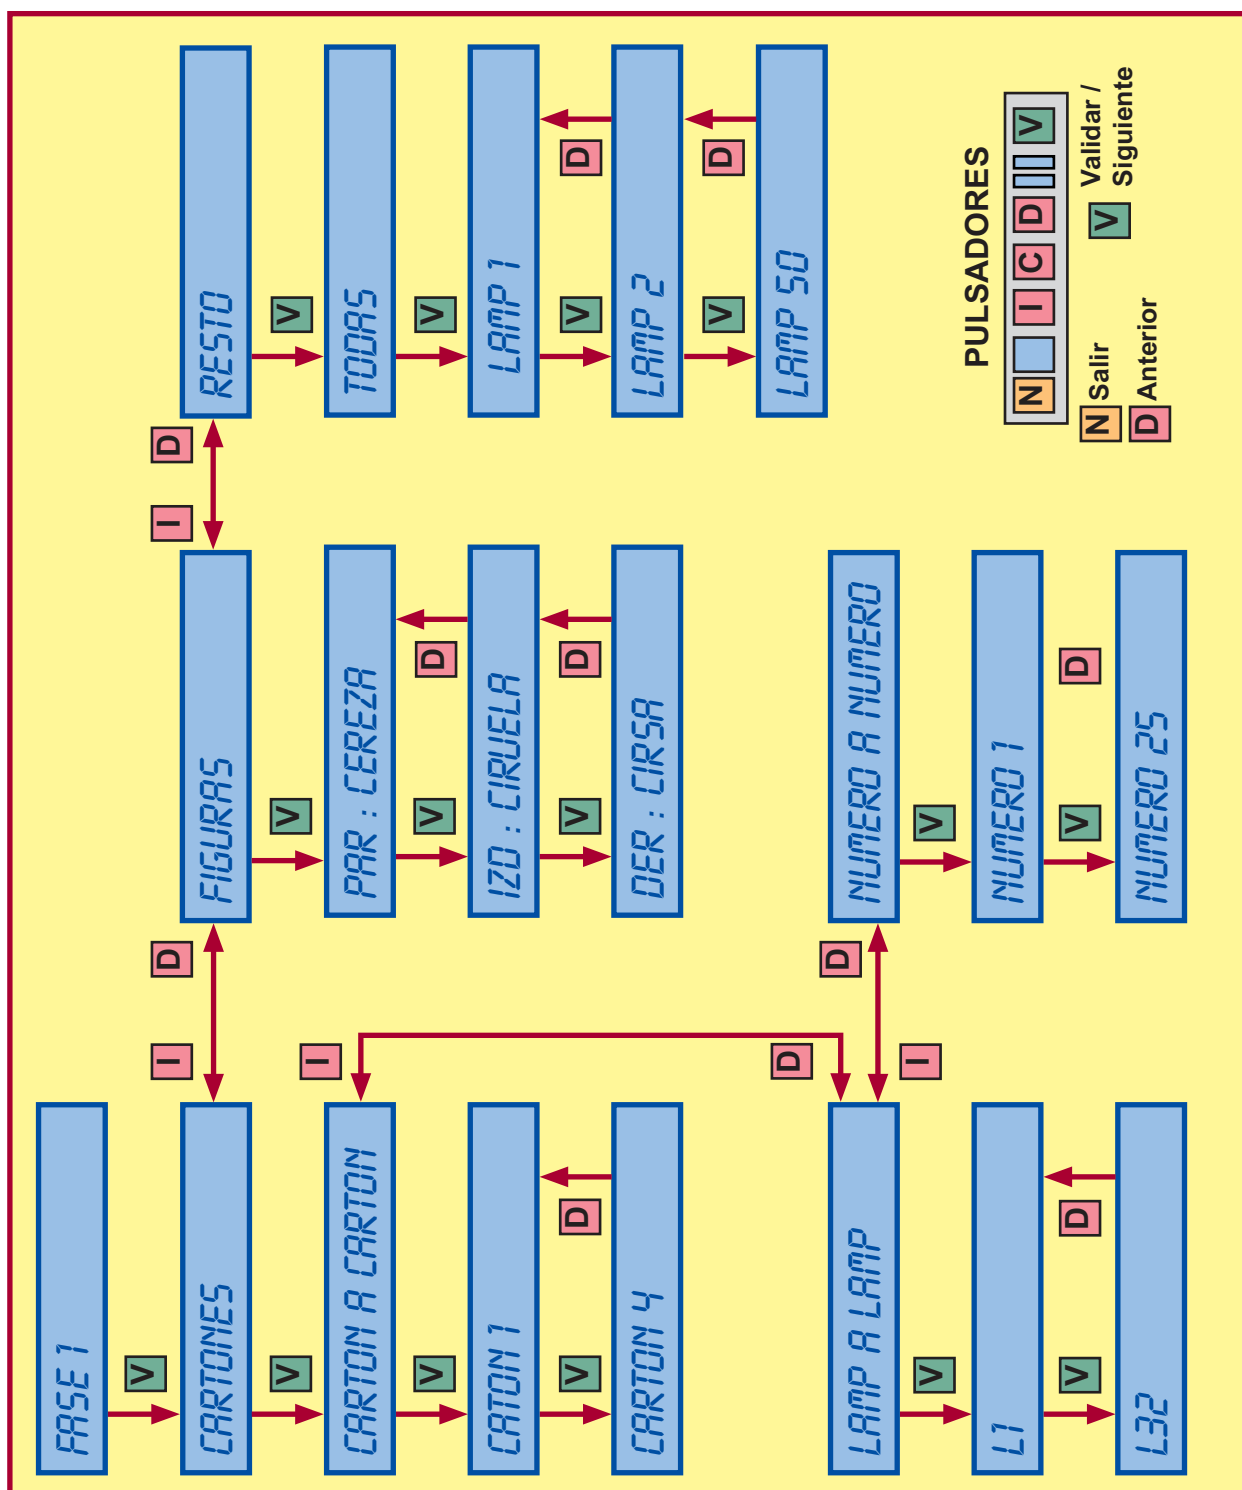 FASE 1
V
CARTONES
V
CARTON A CARTON
V
CATON 1
V
D
CARTON 4
I
D
FIGURAS
V
PAR : CEREZA
V
D
IZD : CIRUELA
V
D
DER : CIRSA
I
D
RESTO
V
TODAS
V
LAMP 1
V
D
LAMP 2
V
D
LAMP 50
I
D
LAMP A LAMP
V
L1
V
D
L32
I
D
NUMERO A NUMERO
V
NUMERO 1
V
D
NUMERO 25
PULSADORES
N I C D V
N Salir
D Anterior
V Validar /
Siguiente